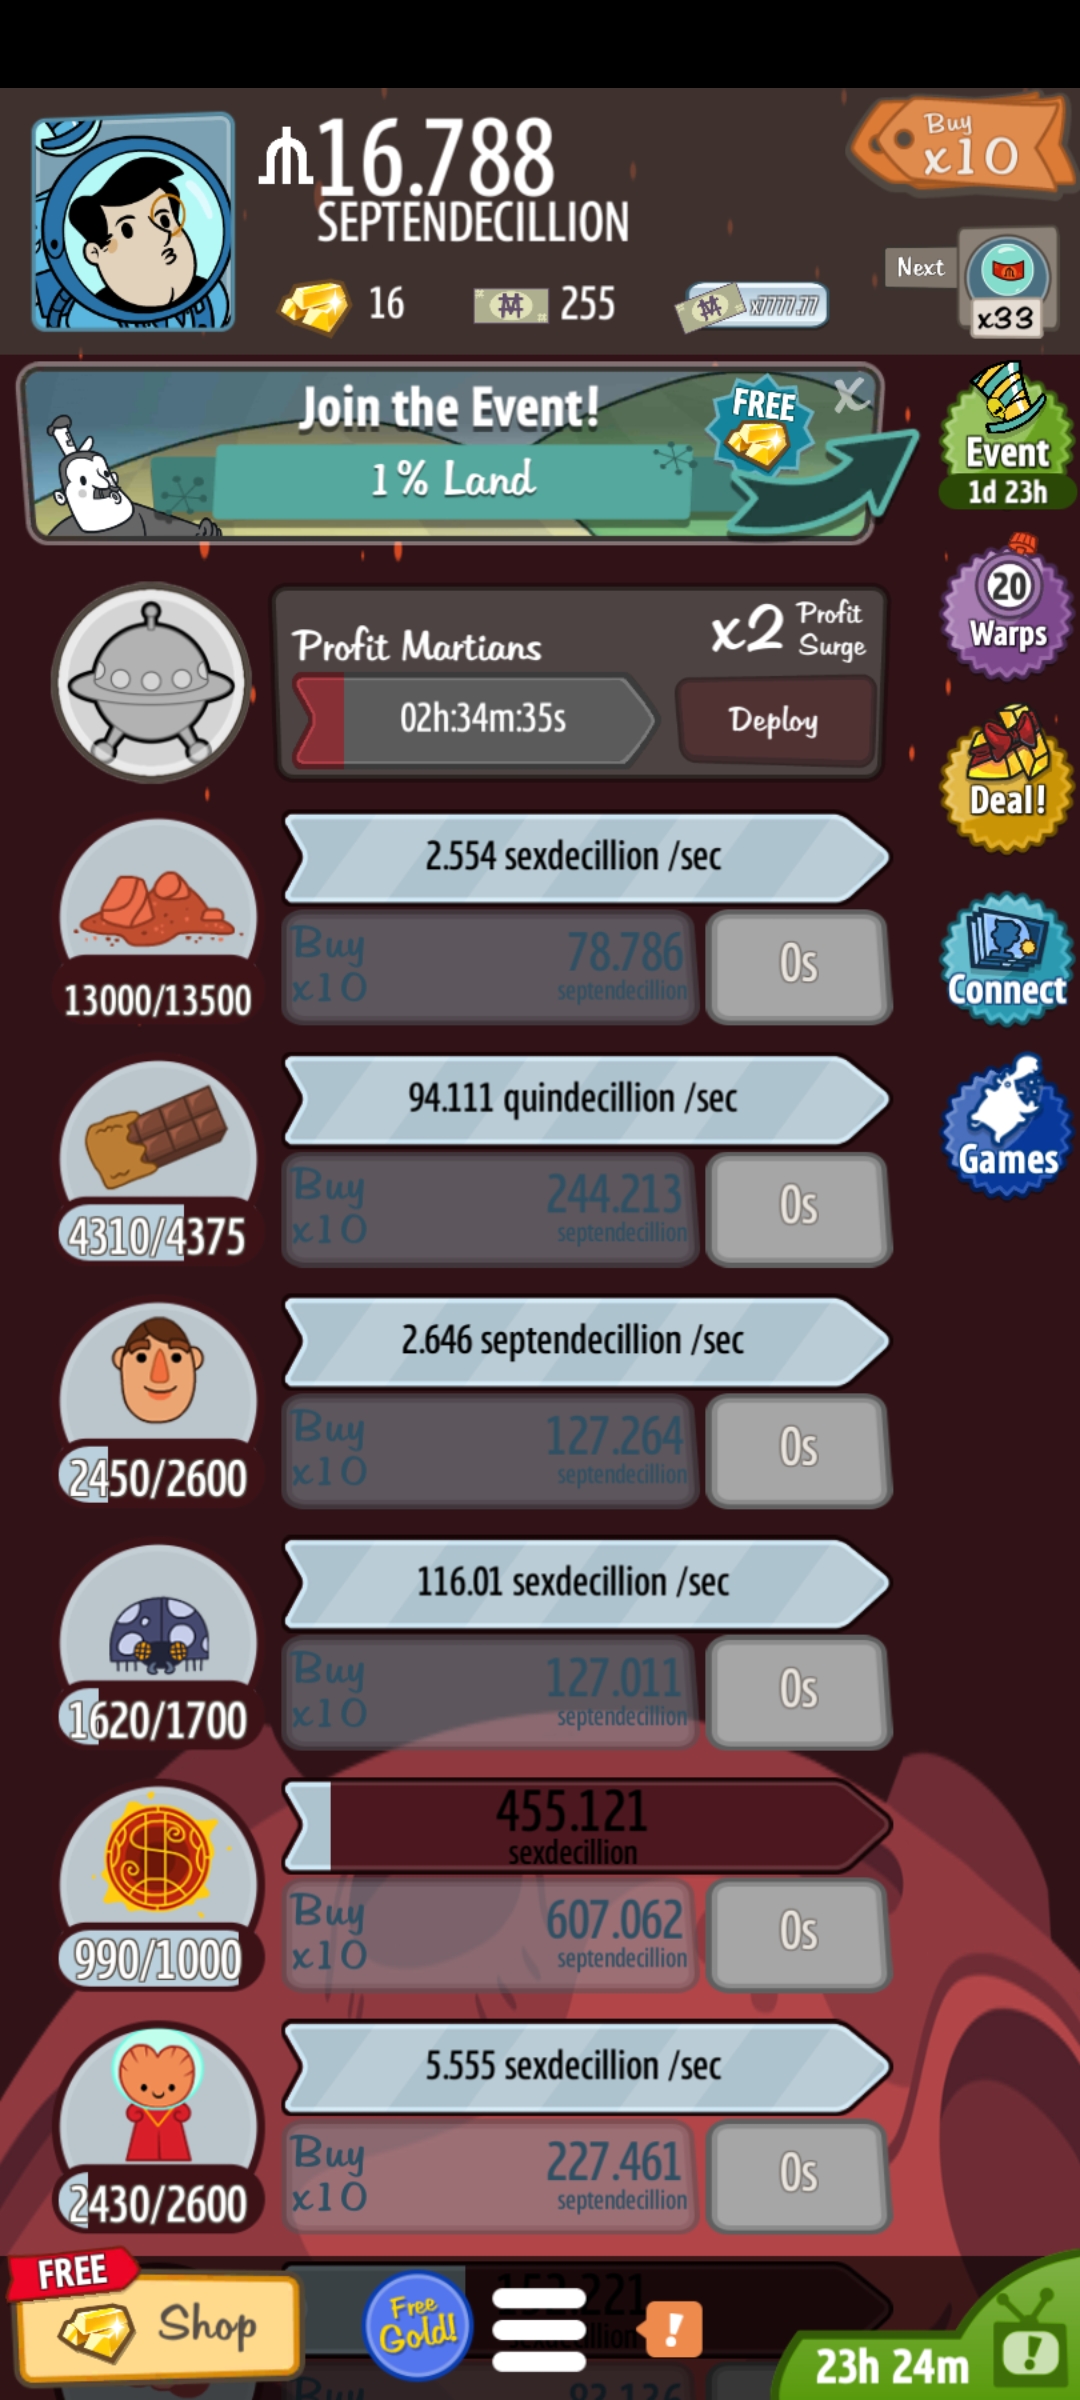 ₼16.788
SEPTENDECILLION
Buy
x10
16
255
x7777.77
Next
x33
Join the Event!
1% Land
FREE
X
Event
1d 23h
Profit Martians
x2 Profit
Surge
02h:34m:35s
Deploy
20
Warps
Deal!
2.554 sexdecillion /sec
Buy
x10
78.786
septendecillion
0s
13000/13500
Connect
94.111 quindecillion /sec
Buy
x10
244.213
septendecillion
0s
4310/4375
Games
2.646 septendecillion /sec
Buy
x10
127.264
septendecillion
0s
2450/2600
116.01 sexdecillion /sec
Buy
x10
127.011
septendecillion
0s
1620/1700
455.121
sexdecillion
Buy
x10
607.062
septendecillion
0s
990/1000
5.555 sexdecillion /sec
Buy
x10
227.461
septendecillion
0s
2430/2600
FREE
Shop
Free
Gold!
!
23h 24m
!
Buy